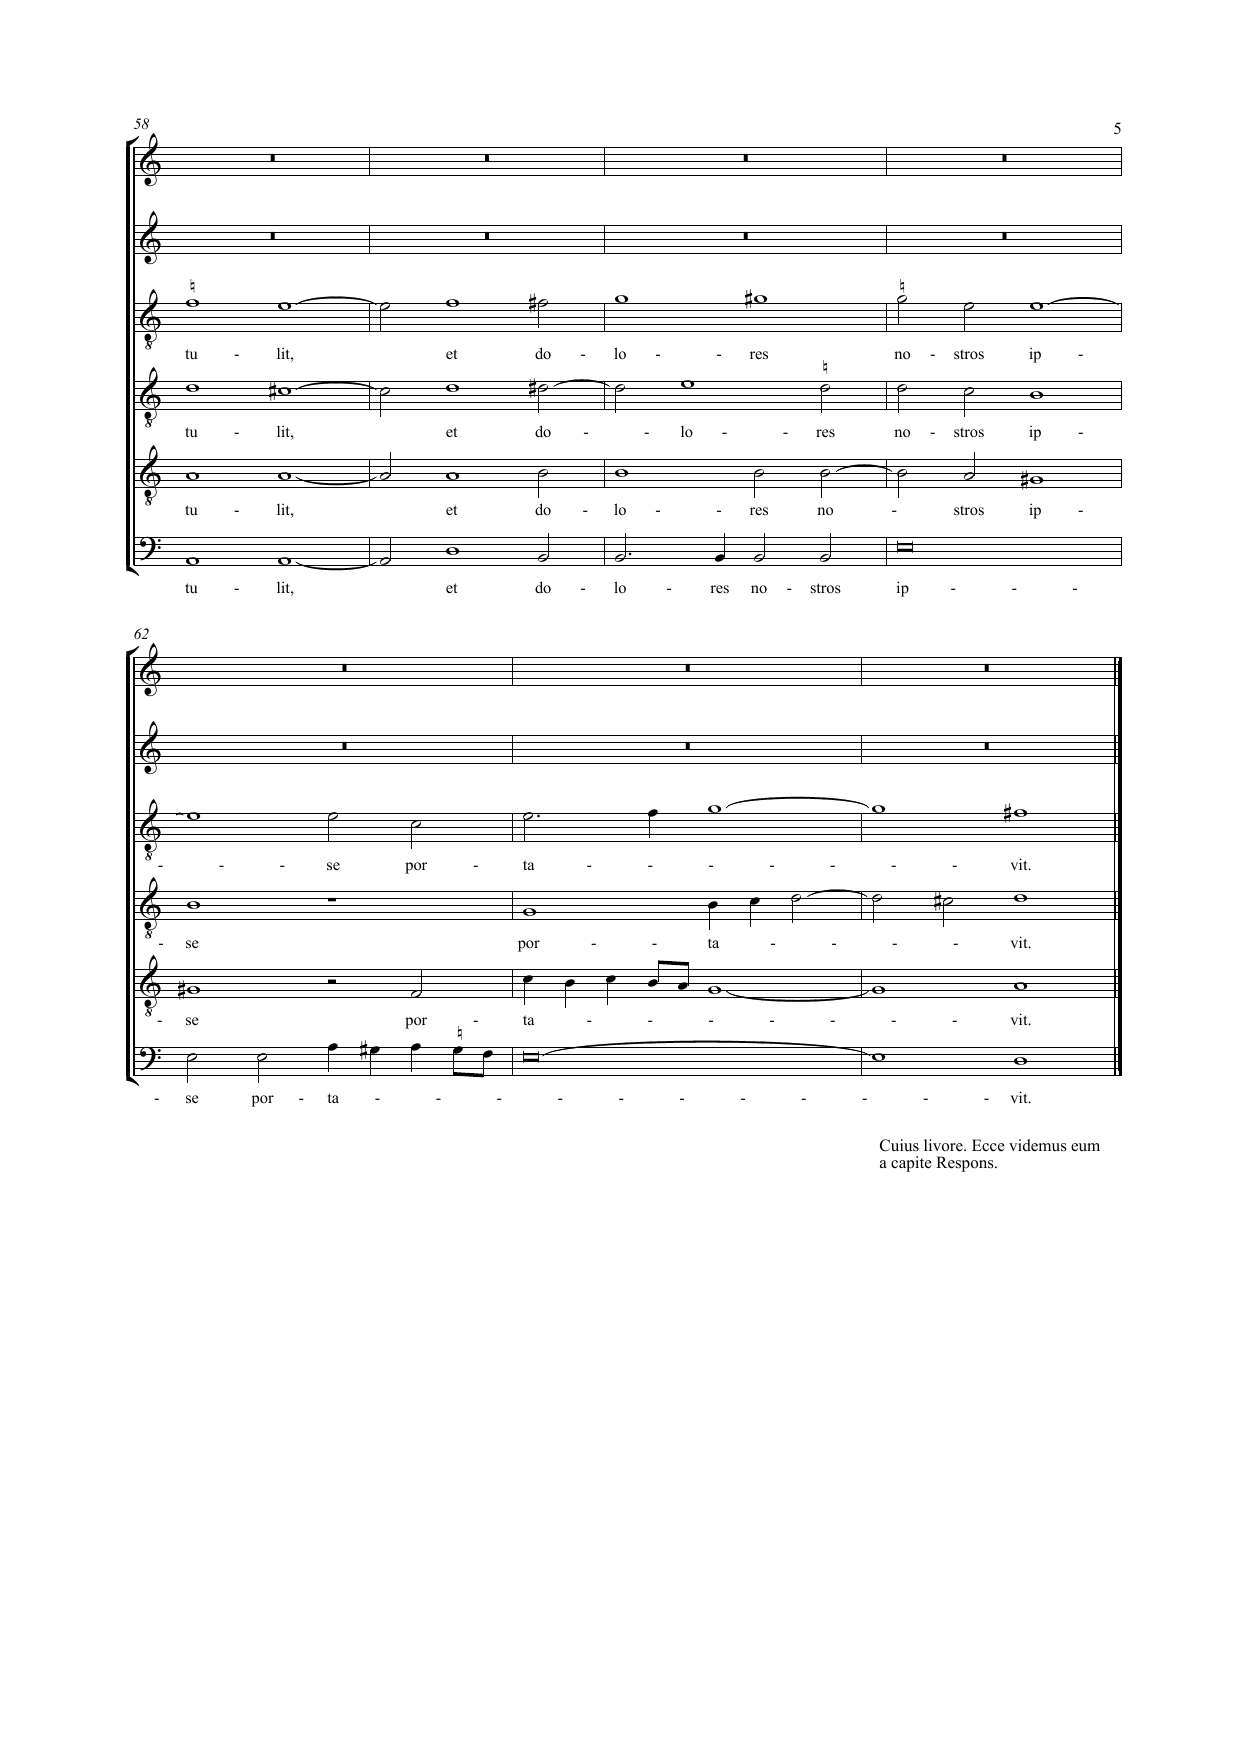 58
5
tu - lit, et do - lo - - res no - stros ip -
tu - lit, et do - - lo - - res no - stros ip -
tu - lit, et do - lo - - res no - stros ip -
tu - lit, et do - lo - res no - stros ip - - -
62
- - - se por - ta - - - - - - - vit.
- se por - - ta - - - - vit.
- se por - ta - - - - - - - vit.
- se por - ta - - - - - - - - - - - vit.
Cuius livore. Ecce videmus eum
a capite Respons.